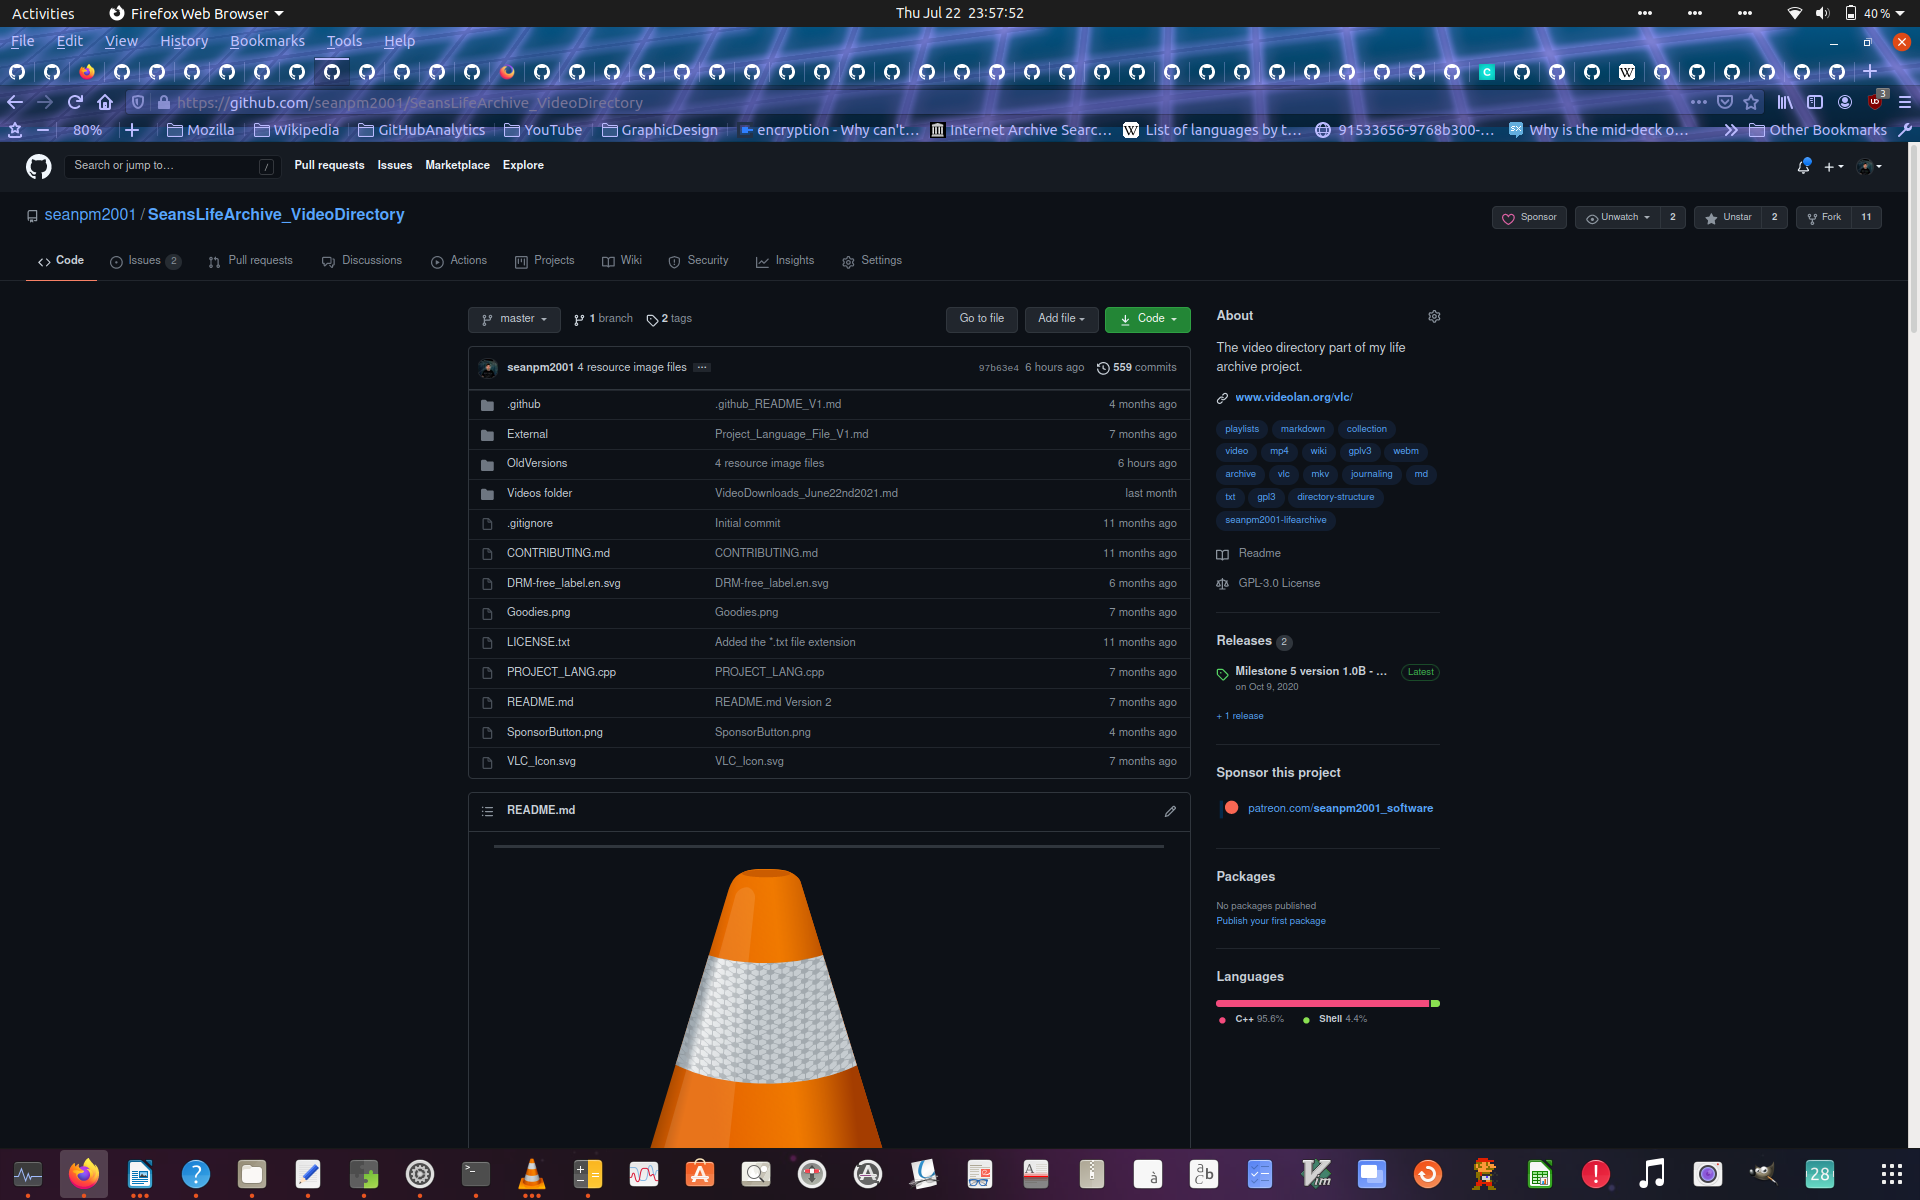 Activities Firefox Web Browser Thu Jul 22 23:57:52 40 %
File Edit View History Bookmarks Tools Help
https://github.com/seanpm2001/SeansLifeArchive_VideoDirectory 3
80% Mozilla Wikipedia GitHubAnalytics YouTube GraphicDesign encryption - Why can't… Internet Archive Searc… List of languages by t… 91533656-9768b300-… Why is the mid-deck o… Other Bookmarks
Search or jump to… / Pull requests Issues Marketplace Explore
seanpm2001 / SeansLifeArchive_VideoDirectory Sponsor Unwatch 2 Unstar 2 Fork 11
Code Issues 2 Pull requests Discussions Actions Projects Wiki Security Insights Settings
master 1 branch 2 tags Go to file Add file Code
seanpm2001 4 resource image files 97b63e4 6 hours ago 559 commits
.github .github_README_V1.md 4 months ago
External Project_Language_File_V1.md 7 months ago
OldVersions 4 resource image files 6 hours ago
Videos folder VideoDownloads_June22nd2021.md last month
.gitignore Initial commit 11 months ago
CONTRIBUTING.md CONTRIBUTING.md 11 months ago
DRM-free_label.en.svg DRM-free_label.en.svg 6 months ago
Goodies.png Goodies.png 7 months ago
LICENSE.txt Added the *.txt file extension 11 months ago
PROJECT_LANG.cpp PROJECT_LANG.cpp 7 months ago
README.md README.md Version 2 7 months ago
SponsorButton.png SponsorButton.png 4 months ago
VLC_Icon.svg VLC_Icon.svg 7 months ago
README.md
About
The video directory part of my life
archive project.
www.videolan.org/vlc/
playlists markdown collection
video mp4 wiki gplv3 webm
archive vlc mkv journaling md
txt gpl3 directory-structure
seanpm2001-lifearchive
Readme
GPL-3.0 License
Releases 2
Milestone 5 version 1.0B - … Latest
on Oct 9, 2020
+ 1 release
Sponsor this project
patreon.com/seanpm2001_software
Packages
No packages published
Publish your first package
Languages
C++ 95.6% Shell 4.4%
28